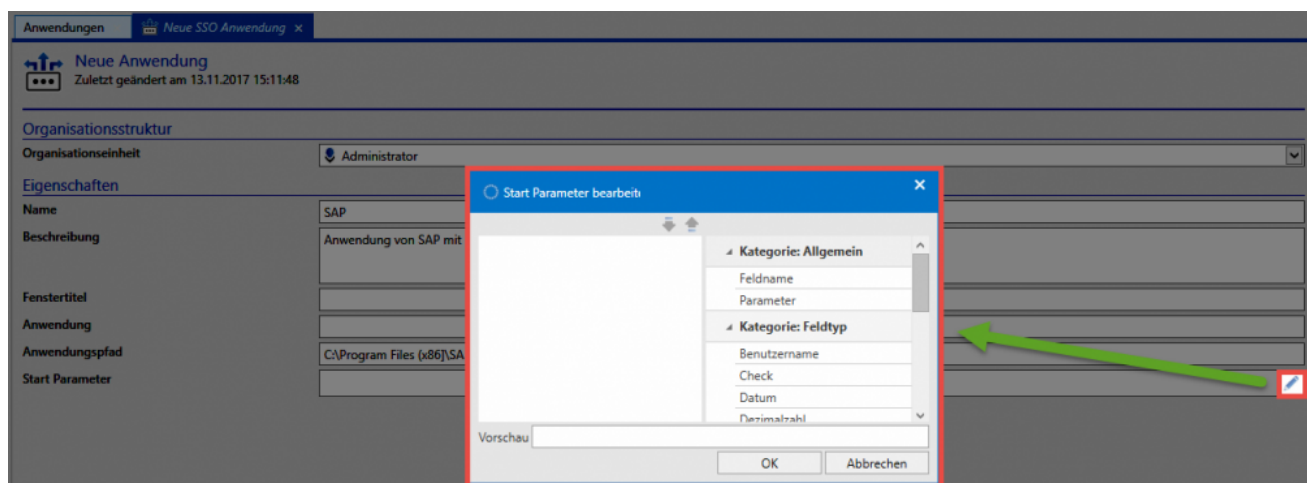 Anwendungen
Neue SSO Anwendung ×
Neue Anwendung
Zuletzt geändert am 13.11.2017 15:11:48
Organisationsstruktur
Organisationseinheit
Administrator
Eigenschaften
Name
SAP
Beschreibung
Anwendung von SAP mit
Fenstertitel
Anwendung
Anwendungspfad
C:\Program Files (x86)\SA
Start Parameter
Start Parameter bearbeit
Kategorie: Allgemein
Feldname
Parameter
Kategorie: Feldtyp
Benutzername
Check
Datum
Dezimalzahl
Vorschau
OK
Abbrechen